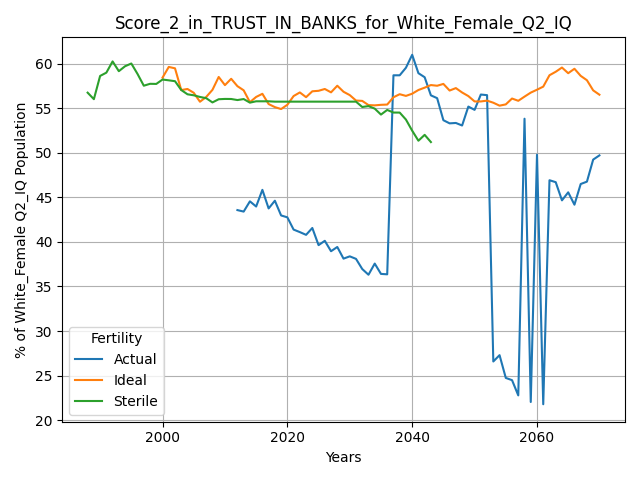 Score_2_in_TRUST_IN_BANKS_for_White_Female_Q2_IQ
% of White_Female Q2_IQ Population
60
55
50
45
40
35
30
25
20
Fertility
Actual
Ideal
Sterile
2000
2020
2040
2060
Years